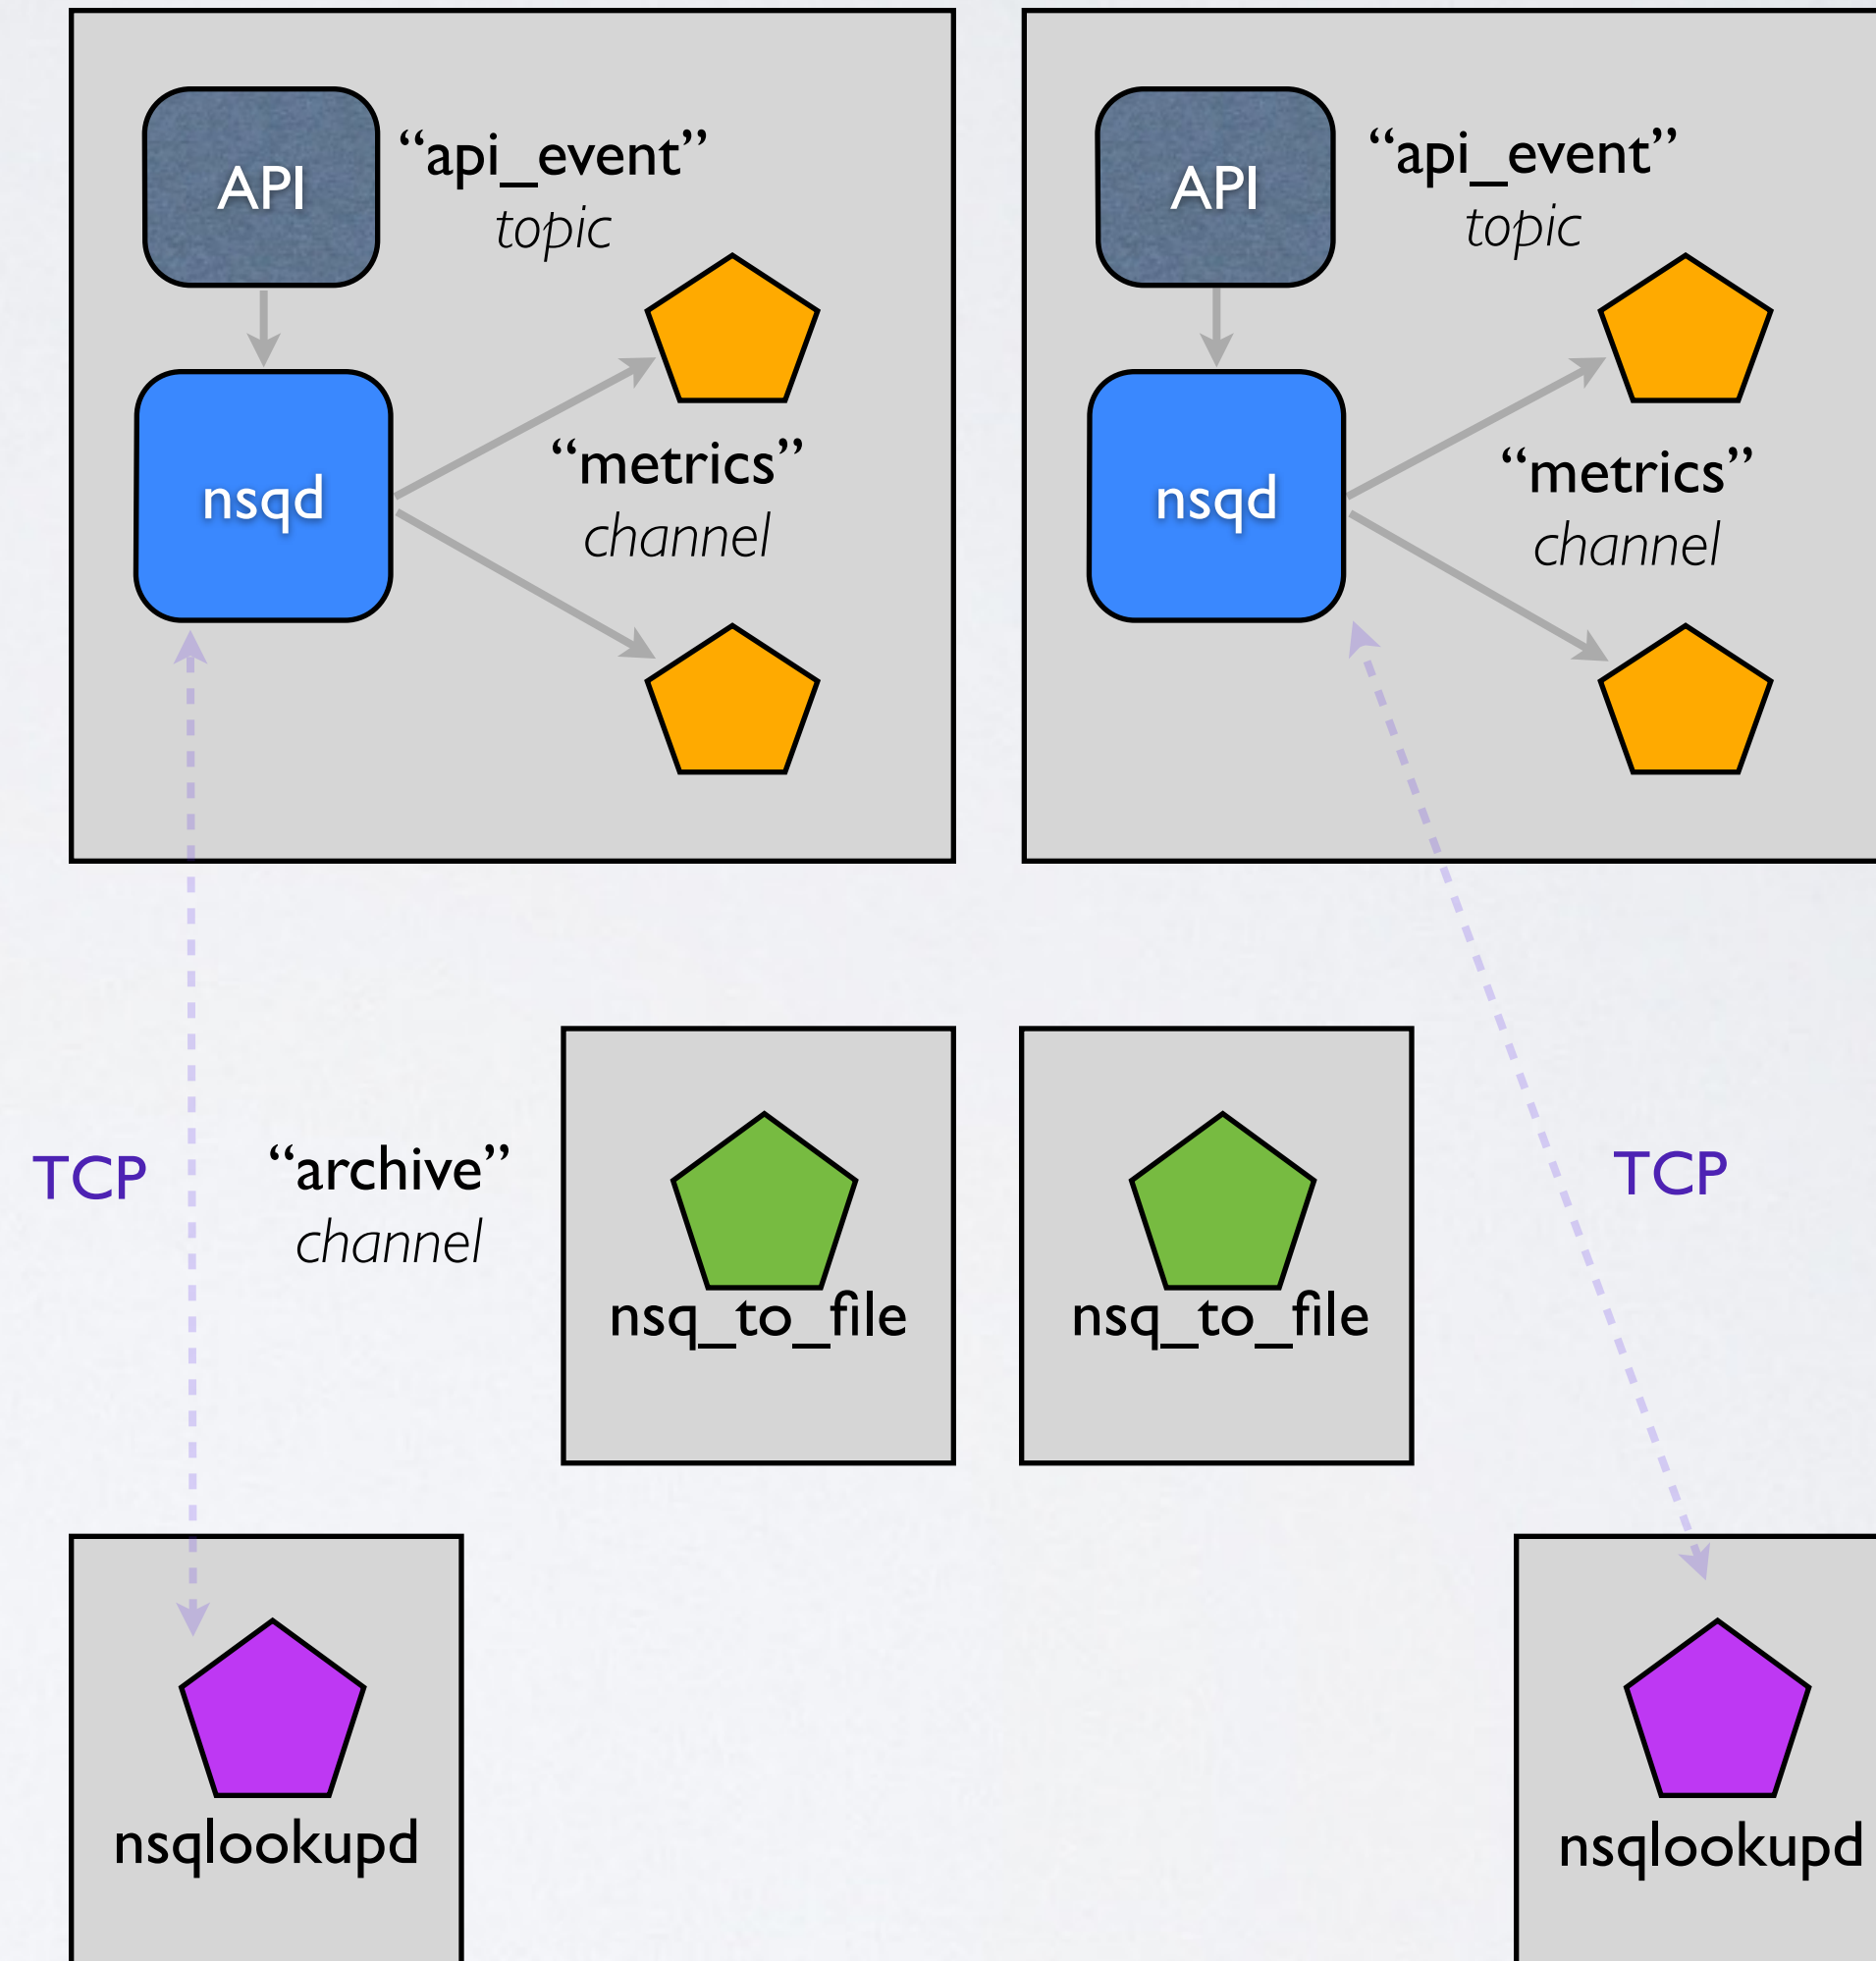 API
“api_event”
topic
nsqd
“metrics”
channel
API
“api_event”
topic
nsqd
“metrics”
channel
TCP
“archive”
channel
nsq_to_file
nsq_to_file
TCP
nsqlookupd
nsqlookupd